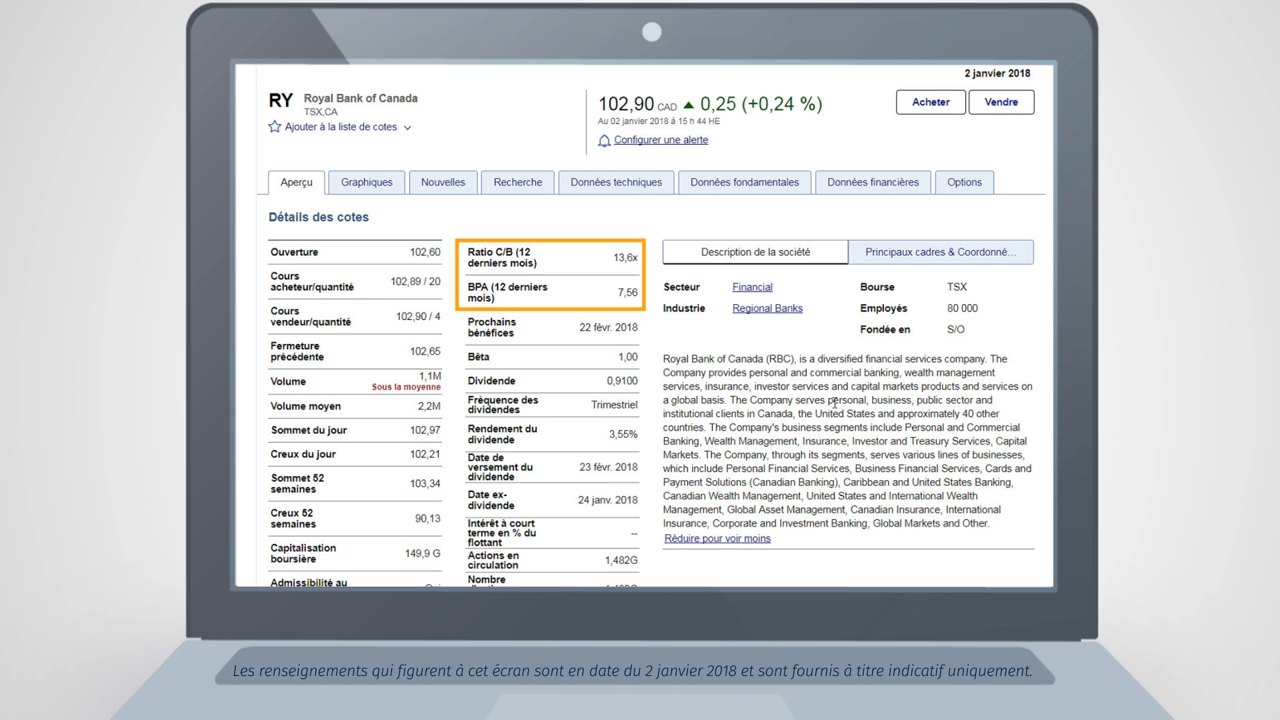 2 janvier 2018
RY Royal Bank of Canada
TSX,CA
Ajouter à la liste de cotes
102,90 CAD 0,25 (+0,24 %)
Au 02 janvier 2018 à 15 h 44 HE
Configurer une alerte
Acheter
Vendre
Aperçu
Graphiques
Nouvelles
Recherche
Données techniques
Données fondamentales
Données financières
Options
Détails des cotes
Ouverture 102,60
Cours
acheteur/quantité 102,89 / 20
Cours
vendeur/quantité 102,90 / 4
Fermeture
précédente 102,65
Volume 1,1M
Sous la moyenne
Volume moyen 2,2M
Sommet du jour 102,97
Creux du jour 102,21
Sommet 52
semaines 103,34
Creux 52
semaines 90,13
Capitalisation
boursière 149,9 G
Admissibilité au
Ratio C/B (12
derniers mois) 13,6x
BPA (12 derniers
mois) 7,56
Prochains
bénéfices 22 févr. 2018
Bêta 1,00
Dividende 0,9100
Fréquence des
dividendes Trimestriel
Rendement du
dividende 3,55%
Date de
versement du
dividende 23 févr. 2018
Date ex-
dividende 24 janv. 2018
Intérêt à court
terme en % du
flottant --
Actions en
circulation 1,482G
Nombre
Description de la société
Principaux cadres & Coordonné…
Secteur Financial
Industrie Regional Banks
Bourse TSX
Employés 80 000
Fondée en S/O
Royal Bank of Canada (RBC), is a diversified financial services company. The
Company provides personal and commercial banking, wealth management
services, insurance, investor services and capital markets products and services on
a global basis. The Company serves personal, business, public sector and
institutional clients in Canada, the United States and approximately 40 other
countries. The Company's business segments include Personal and Commercial
Banking, Wealth Management, Insurance, Investor and Treasury Services, Capital
Markets. The Company, through its segments, serves various lines of businesses,
which include Personal Financial Services, Business Financial Services, Cards and
Payment Solutions (Canadian Banking), Caribbean and United States Banking,
Canadian Wealth Management, United States and International Wealth
Management, Global Asset Management, Canadian Insurance, International
Insurance, Corporate and Investment Banking, Global Markets and Other.
Réduire pour voir moins
Les renseignements qui figurent à cet écran sont en date du 2 janvier 2018 et sont fournis à titre indicatif uniquement.